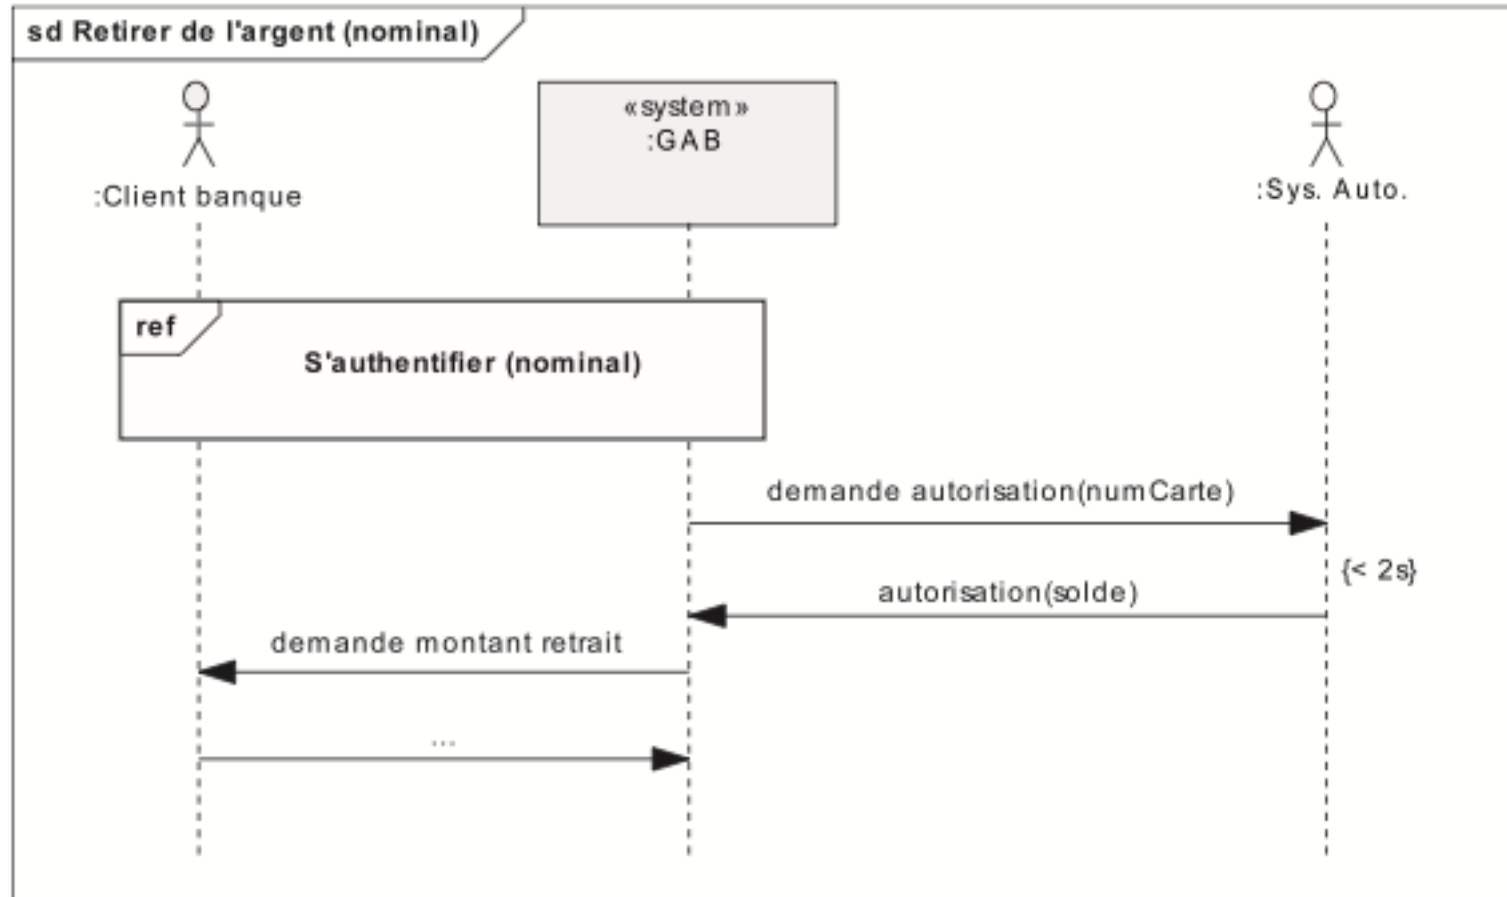 sd Retirer de l'argent (nominal)
«system»
:GAB
:Client banque
:Sys. Auto.
ref
S'authentifier (nominal)
demande autorisation(numCarte)
{< 2s}
autorisation(solde)
demande montant retrait
...